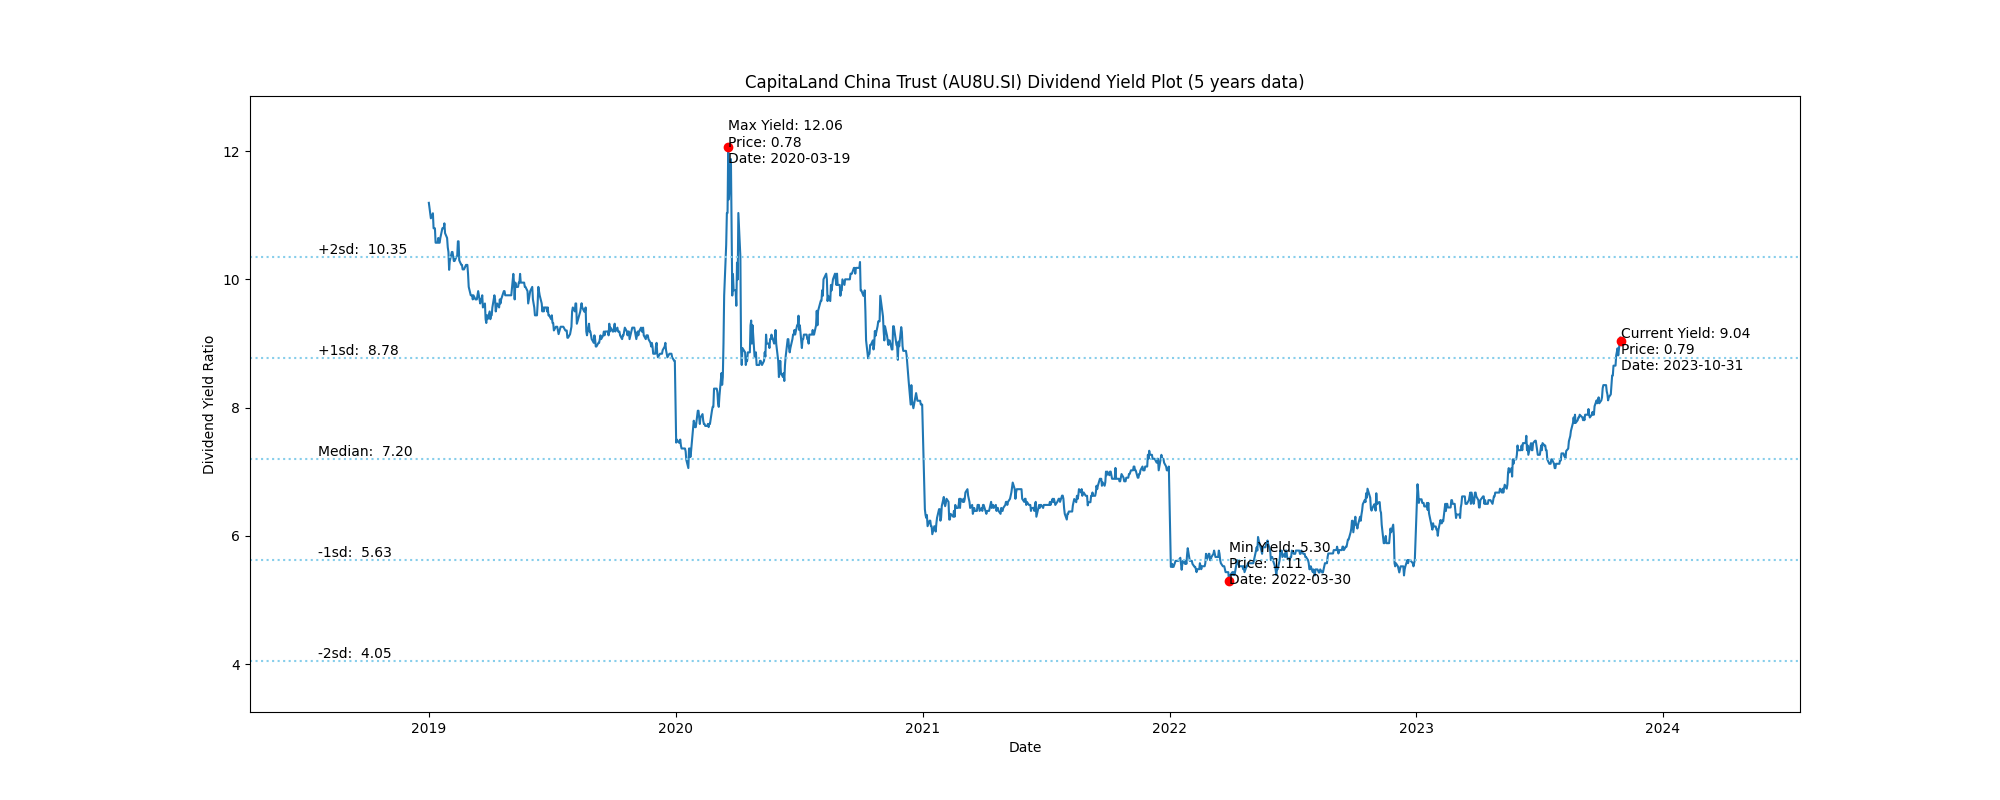 CapitaLand China Trust (AU8U.SI) Dividend Yield Plot (5 years data)
Max Yield: 12.06
Price: 0.78
Date: 2020-03-19
12
+2sd:  10.35
10
Current Yield: 9.04
Price: 0.79
Date: 2023-10-31
+1sd:  8.78
Dividend Yield Ratio
8
Median:  7.20
6
Min Yield: 5.30
Price: 1.11
Date: 2022-03-30
-1sd:  5.63
-2sd:  4.05
4
2019 2020 2021 2022 2023 2024
Date